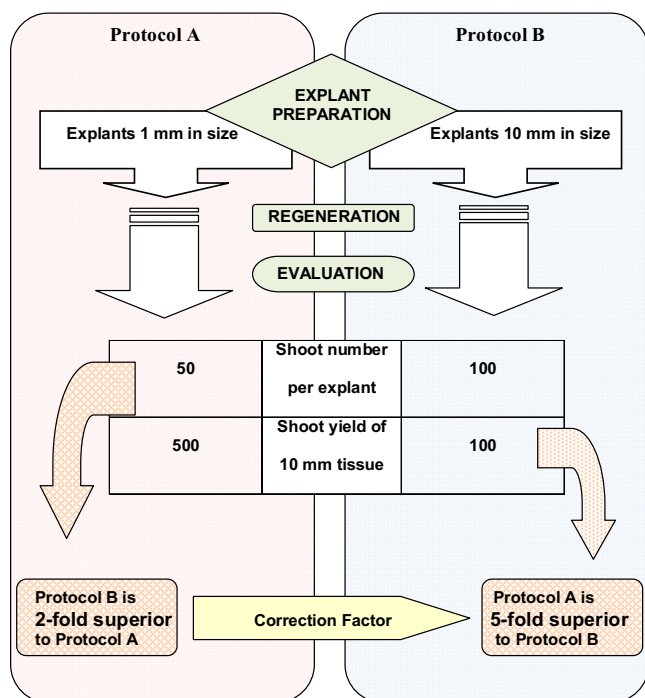 Protocol A
Protocol B
EXPLANT
PREPARATION
Explants 1 mm in size
Explants 10 mm in size
REGENERATION
EVALUATION
50
Shoot number
per explant
100
500
Shoot yield of
10 mm tissue
100
Protocol B is
2-fold superior
to Protocol A
Correction Factor
Protocol A is
5-fold superior
to Protocol B